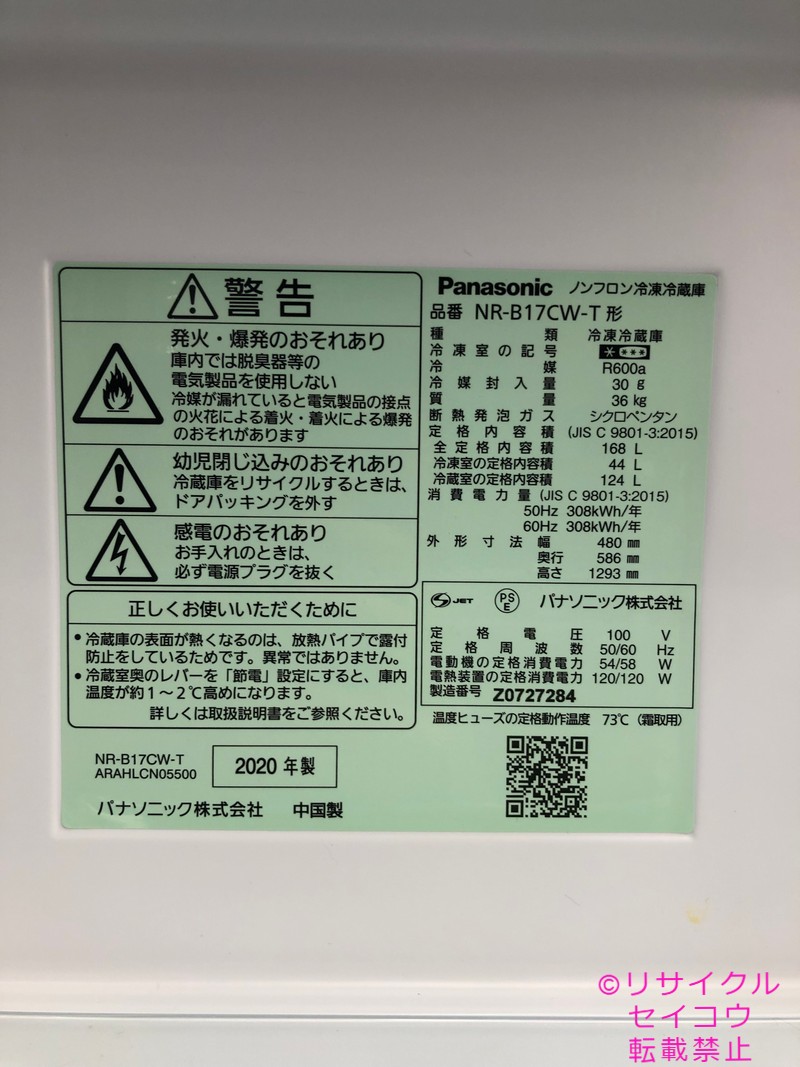 警告
発火・爆発のおそれあり
庫内では脱臭器等の
電気製品を使用しない
冷媒が漏れていると電気製品の接点
の火花による着火・着火による爆発
のおそれがあります
幼児閉じ込みのおそれあり
冷蔵庫をリサイクルするときは、
ドアパッキングを外す
感電のおそれあり
お手入れのときは、
必ず電源プラグを抜く
正しくお使いいただくために
●冷蔵庫の表面が熱くなるのは、放熱パイプで露付
防止をしているためです。異常ではありません。
●冷蔵室奥のレバーを「節電」設定にすると、庫内
温度が約1～2℃高めになります。
詳しくは取扱説明書をご参照ください。
NR-B17CW-T
ARAHLCN05500
2020 年製
パナソニック株式会社 中国製
Panasonic ノンフロン冷凍冷蔵庫
品番 NR-B17CW-T 形
種類 冷凍冷蔵庫
冷凍室の記号 ＊＊＊＊
冷媒 R600a
冷媒封入量 30 g
質量 36 kg
断熱発泡ガス シクロペンタン
定格内容積 (JIS C 9801-3:2015)
全定格内容積 168 L
冷凍室の定格内容積 44 L
冷蔵室の定格内容積 124 L
消費電力量 (JIS C 9801-3:2015)
50Hz 308kWh/年
60Hz 308kWh/年
外形寸法 幅 480 mm
奥行 586 mm
高さ 1293 mm
S JET PSE パナソニック株式会社
定格電圧 100 V
定格周波数 50/60 Hz
電動機の定格消費電力 54/58 W
電熱装置の定格消費電力 120/120 W
製造番号 Z0727284
温度ヒューズの定格動作温度 73℃（霜取用）
©リサイクル
セイコウ
転載禁止